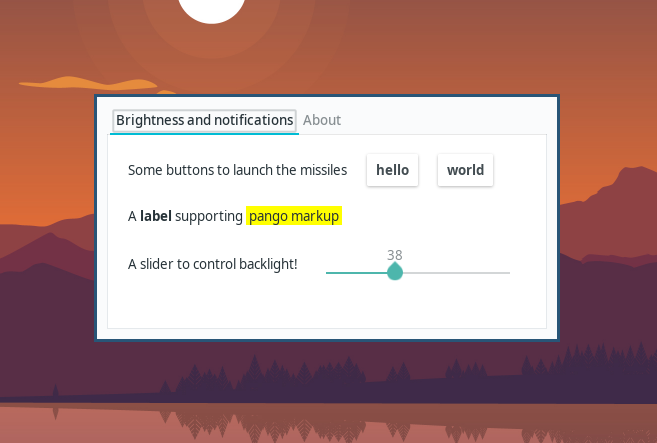 Brightness and notifications About
Some buttons to launch the missiles hello world
A label supporting pango markup
38
A slider to control backlight!